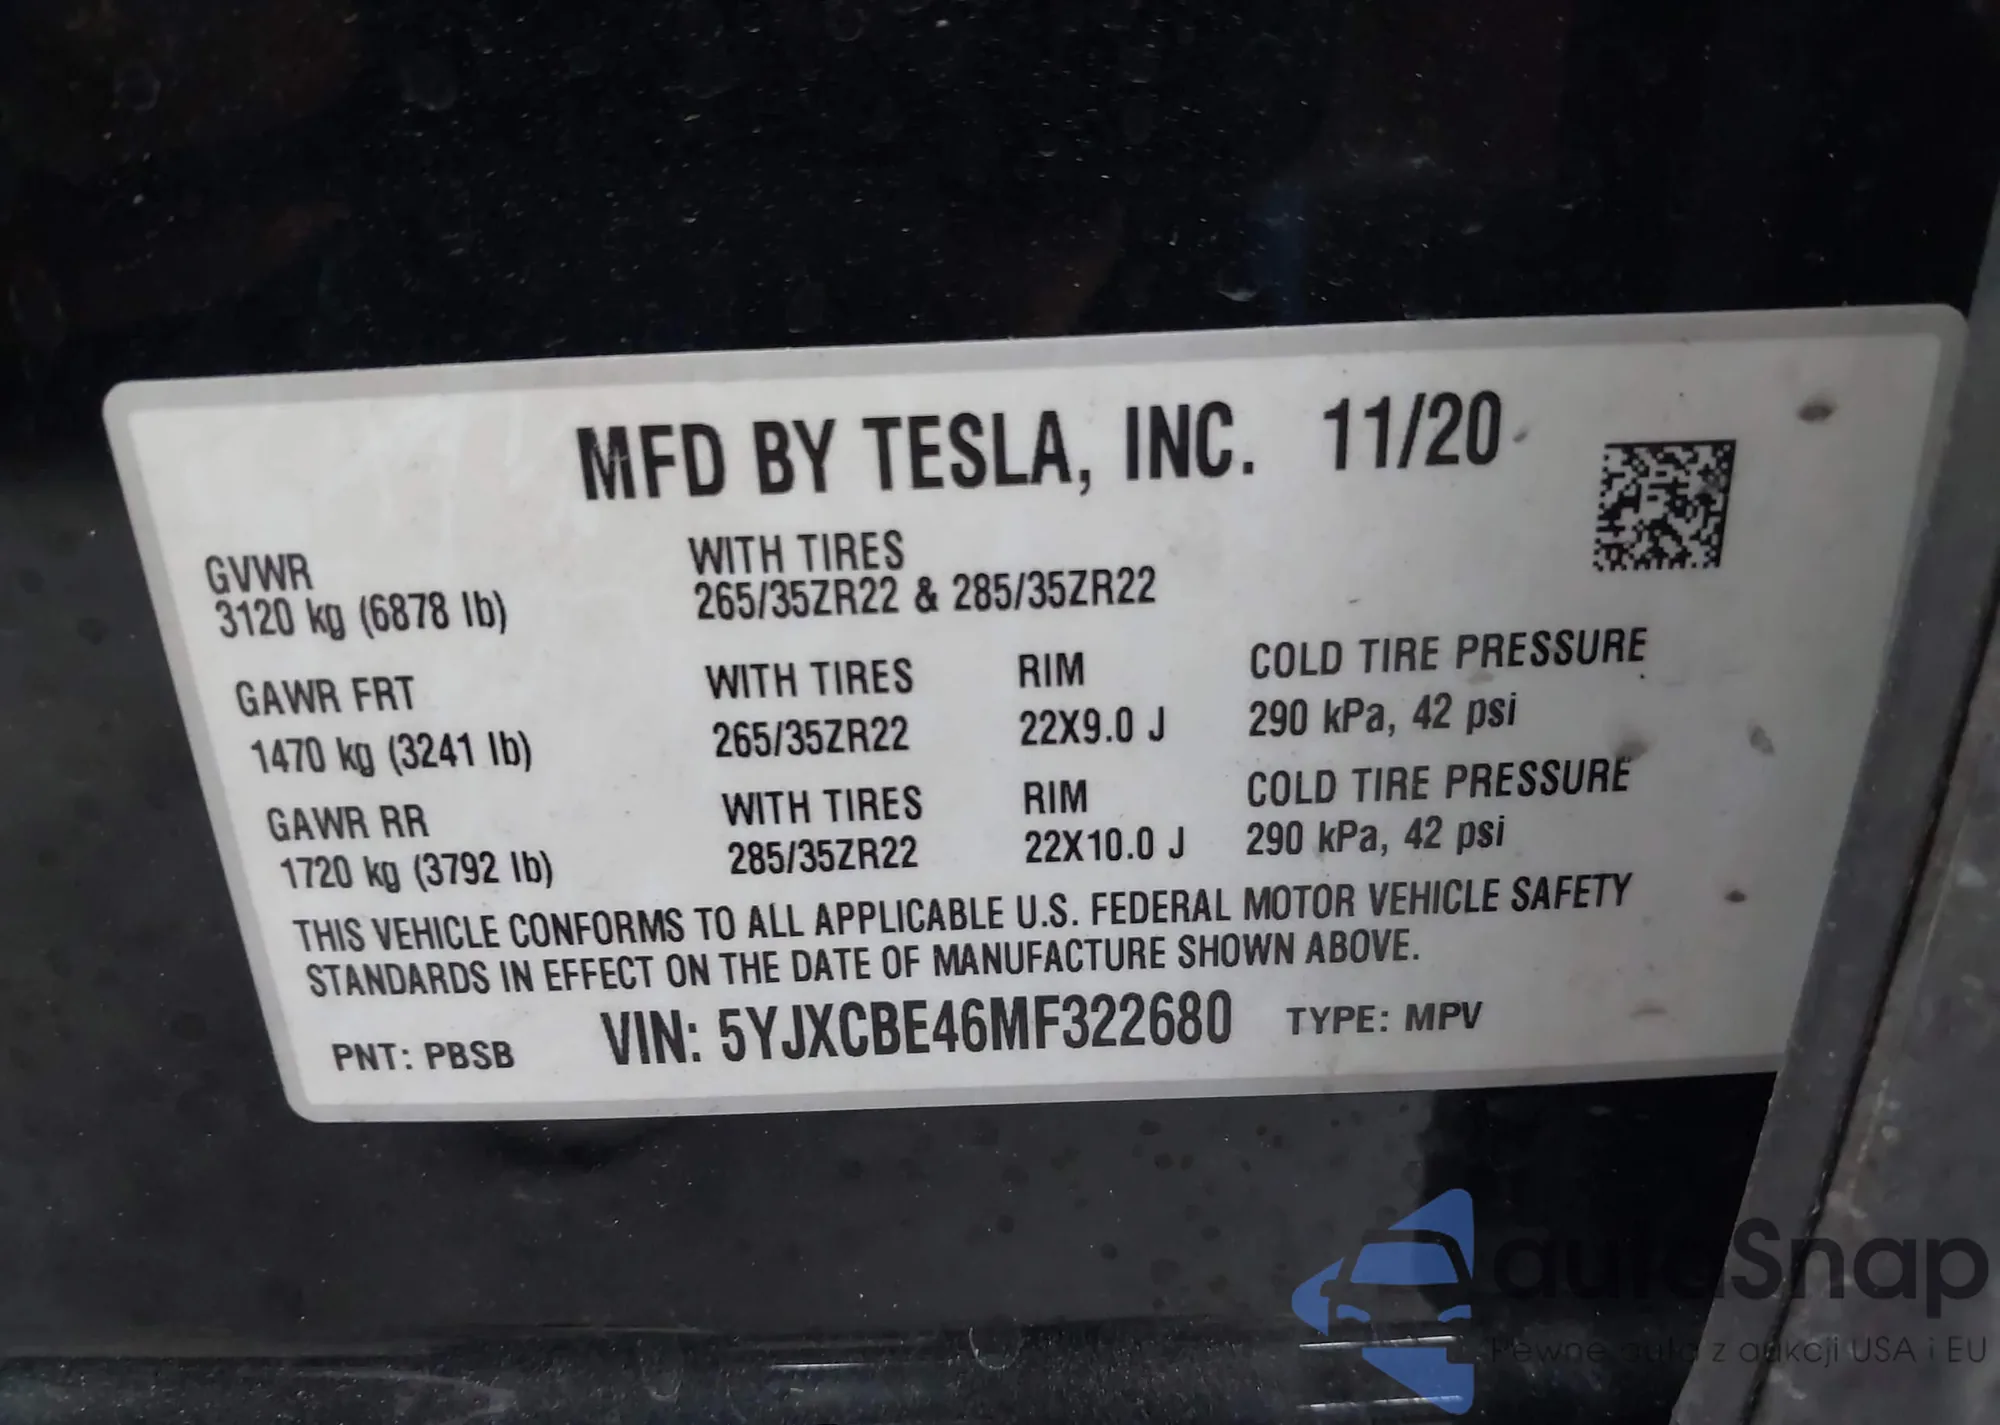 MFD BY TESLA, INC. 11/20
GVWR WITH TIRES
3120 kg (6878 lb) 265/35ZR22 & 285/35ZR22
GAWR FRT WITH TIRES RIM COLD TIRE PRESSURE
1470 kg (3241 lb) 265/35ZR22 22X9.0 J 290 kPa, 42 psi
GAWR RR WITH TIRES RIM COLD TIRE PRESSURE
1720 kg (3792 lb) 285/35ZR22 22X10.0 J 290 kPa, 42 psi
THIS VEHICLE CONFORMS TO ALL APPLICABLE U.S. FEDERAL MOTOR VEHICLE SAFETY
STANDARDS IN EFFECT ON THE DATE OF MANUFACTURE SHOWN ABOVE.
PNT: PBSB VIN: 5YJXCBE46MF322680 TYPE: MPV
autoSnap
Pewne auta z aukcji USA i EU